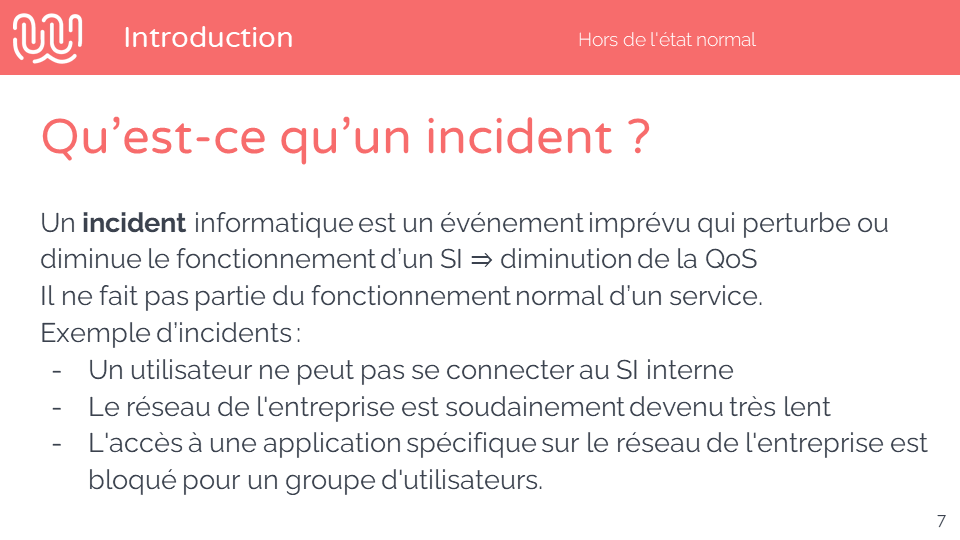 Introduction
Hors de l'état normal
Qu’est-ce qu’un incident ?
Un incident informatique est un événement imprévu qui perturbe ou
diminue le fonctionnement d’un SI ⇒ diminution de la QoS
Il ne fait pas partie du fonctionnement normal d’un service.
Exemple d’incidents :
- Un utilisateur ne peut pas se connecter au SI interne
- Le réseau de l'entreprise est soudainement devenu très lent
- L'accès à une application spécifique sur le réseau de l'entreprise est
bloqué pour un groupe d'utilisateurs.
7